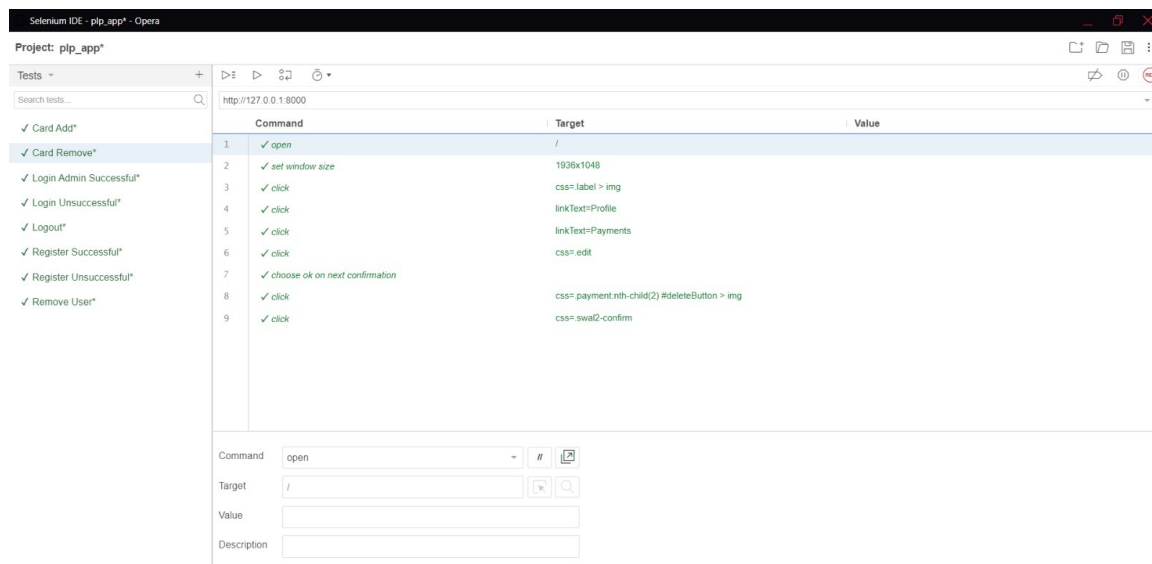 Selenium IDE - plp_app* - Opera
Project: plp_app*
Tests
Search tests...
✓ Card Add*
✓ Card Remove*
✓ Login Admin Successful*
✓ Login Unsuccessful*
✓ Logout*
✓ Register Successful*
✓ Register Unsuccessful*
✓ Remove User*
http://127.0.0.1:8000
Command Target Value
1 ✓ open /
2 ✓ set window size 1936x1048
3 ✓ click css=.label > img
4 ✓ click linkText=Profile
5 ✓ click linkText=Payments
6 ✓ click css=.edit
7 ✓ choose ok on next confirmation
8 ✓ click css=.payment:nth-child(2) #deleteButton > img
9 ✓ click css=.swal2-confirm
Command open //
Target /
Value
Description